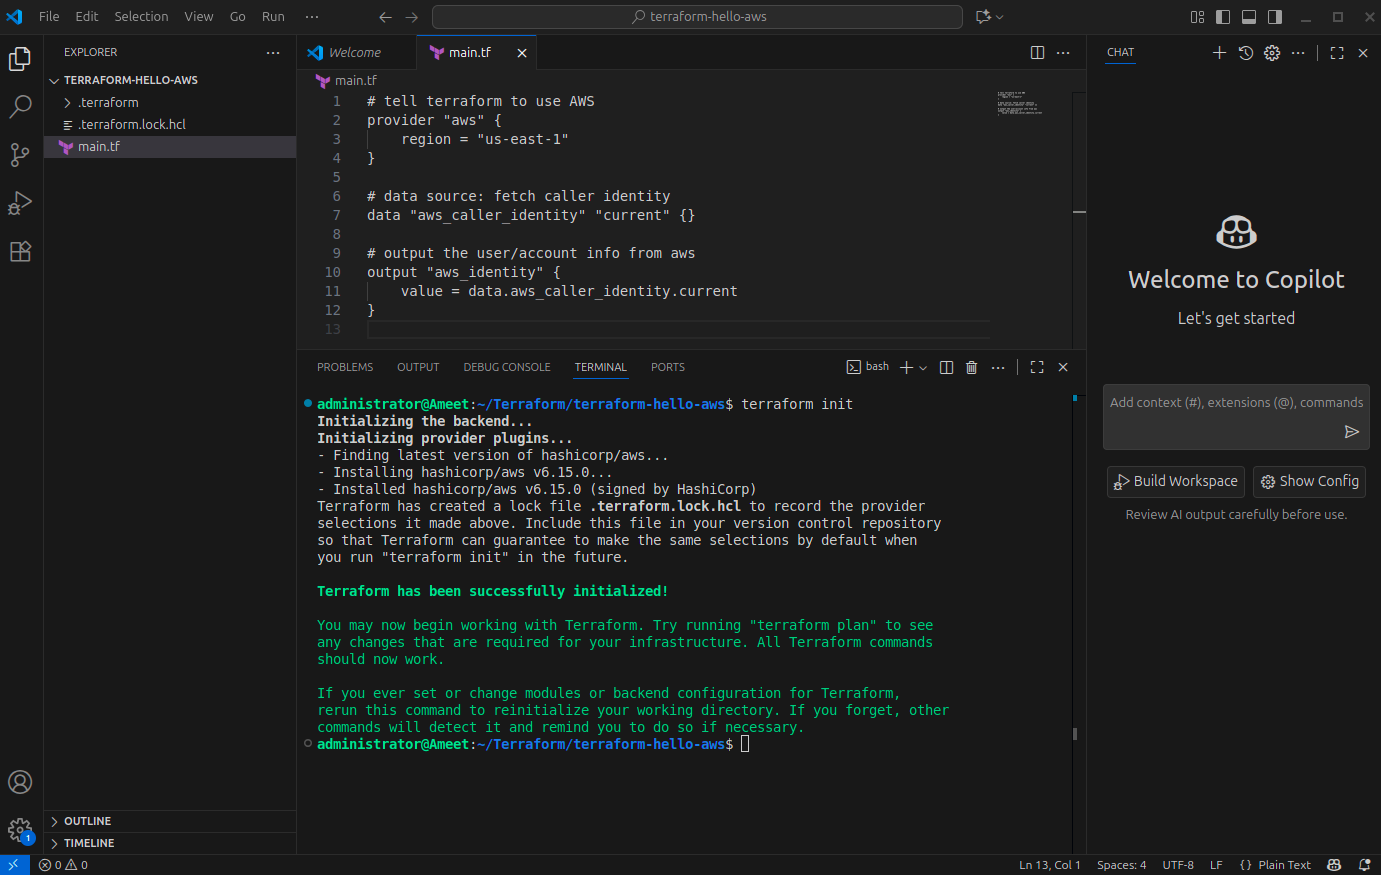 File Edit Selection View Go Run ···
terraform-hello-aws
EXPLORER
TERRAFORM-HELLO-AWS
.terraform
.terraform.lock.hcl
main.tf
OUTLINE
TIMELINE
Welcome
main.tf
main.tf
1 # tell terraform to use AWS
2 provider "aws" {
3     region = "us-east-1"
4 }
5
6 # data source: fetch caller identity
7 data "aws_caller_identity" "current" {}
8
9 # output the user/account info from aws
10 output "aws_identity" {
11     value = data.aws_caller_identity.current
12 }
13
PROBLEMS OUTPUT DEBUG CONSOLE TERMINAL PORTS
bash
administrator@Ameet:~/Terraform/terraform-hello-aws$ terraform init
Initializing the backend...
Initializing provider plugins...
- Finding latest version of hashicorp/aws...
- Installing hashicorp/aws v6.15.0...
- Installed hashicorp/aws v6.15.0 (signed by HashiCorp)
Terraform has created a lock file .terraform.lock.hcl to record the provider
selections it made above. Include this file in your version control repository
so that Terraform can guarantee to make the same selections by default when
you run "terraform init" in the future.
Terraform has been successfully initialized!
You may now begin working with Terraform. Try running "terraform plan" to see
any changes that are required for your infrastructure. All Terraform commands
should now work.
If you ever set or change modules or backend configuration for Terraform,
rerun this command to reinitialize your working directory. If you forget, other
commands will detect it and remind you to do so if necessary.
administrator@Ameet:~/Terraform/terraform-hello-aws$
CHAT
Welcome to Copilot
Let's get started
Add context (#), extensions (@), commands
Build Workspace
Show Config
Review AI output carefully before use.
1
0 0
Ln 13, Col 1 Spaces: 4 UTF-8 LF {} Plain Text